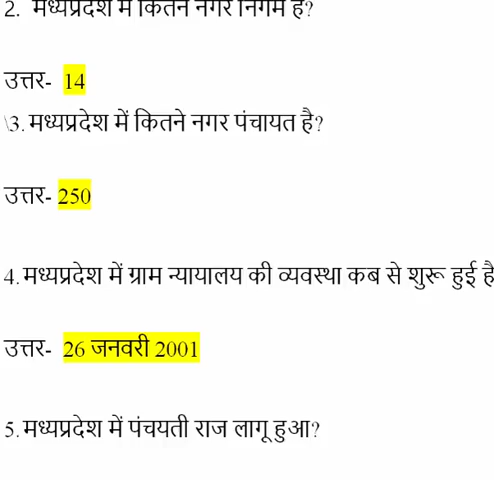 2. मध्यप्रदेश में कितने नगर निगम है?
उत्तर- 14
\3. मध्यप्रदेश में कितने नगर पंचायत है?
उत्तर- 250
4. मध्यप्रदेश में ग्राम न्यायालय की व्यवस्था कब से शुरू हुई है
उत्तर- 26 जनवरी 2001
5. मध्यप्रदेश में पंचयती राज लागू हुआ?